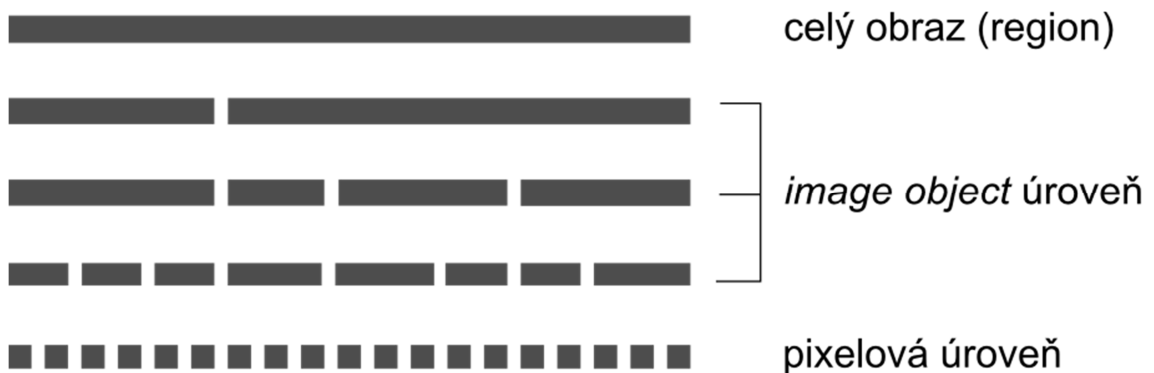 celý obraz (region)
image object úroveň
pixelová úroveň